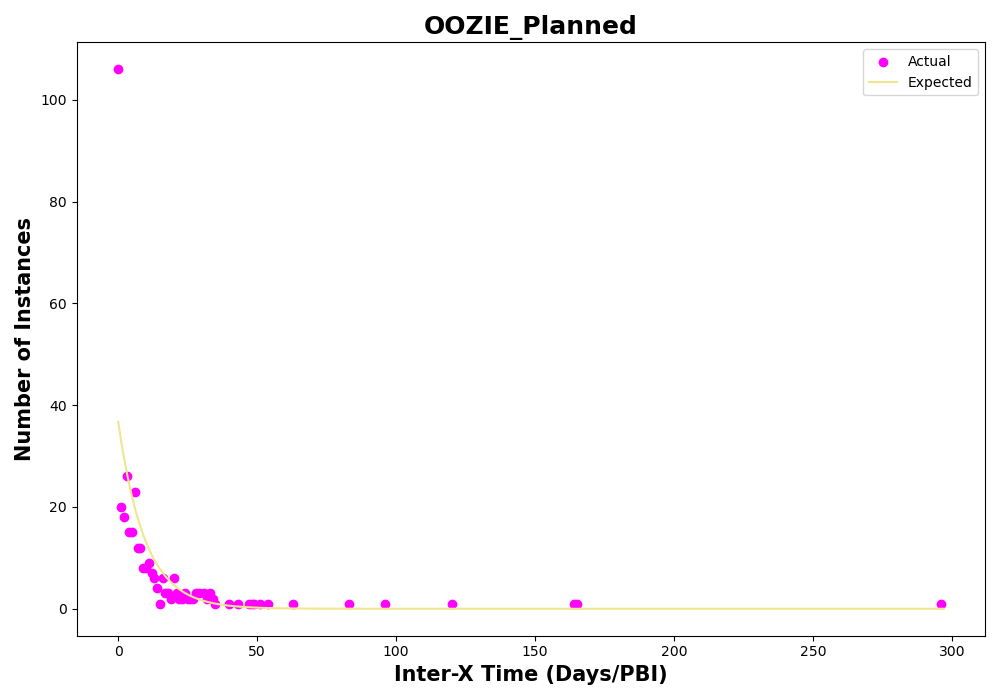 OOZIE_Planned
Actual
Expected
Number of Instances
100
80
60
40
20
0
0
50
100
150
200
250
300
Inter-X Time (Days/PBI)